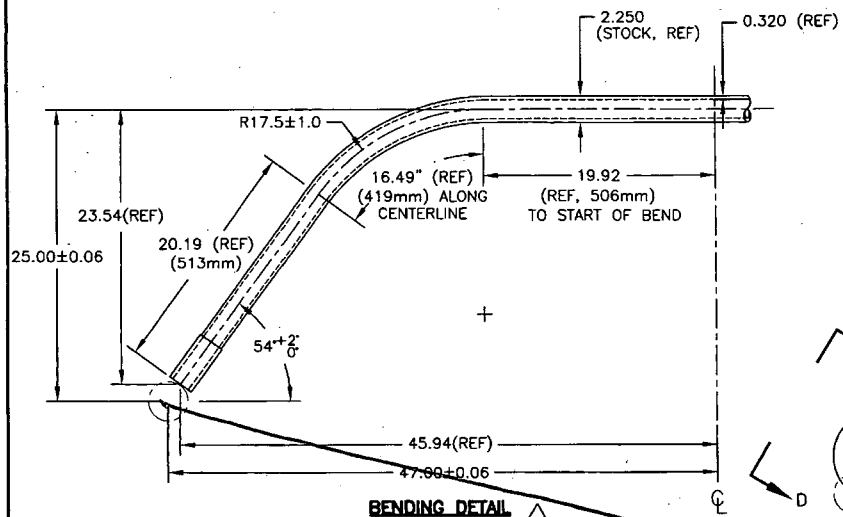 2.250
(STOCK, REF)
0.320 (REF)
R17.5±1.0
16.49" (REF)
(419mm) ALONG
CENTERLINE
19.92
(REF, 506mm)
TO START OF BEND
23.54(REF)
20.19 (REF)
(513mm)
25.00±0.06
54°+2°
0°
45.94(REF)
47.00±0.06
BENDING DETAIL
℄
D